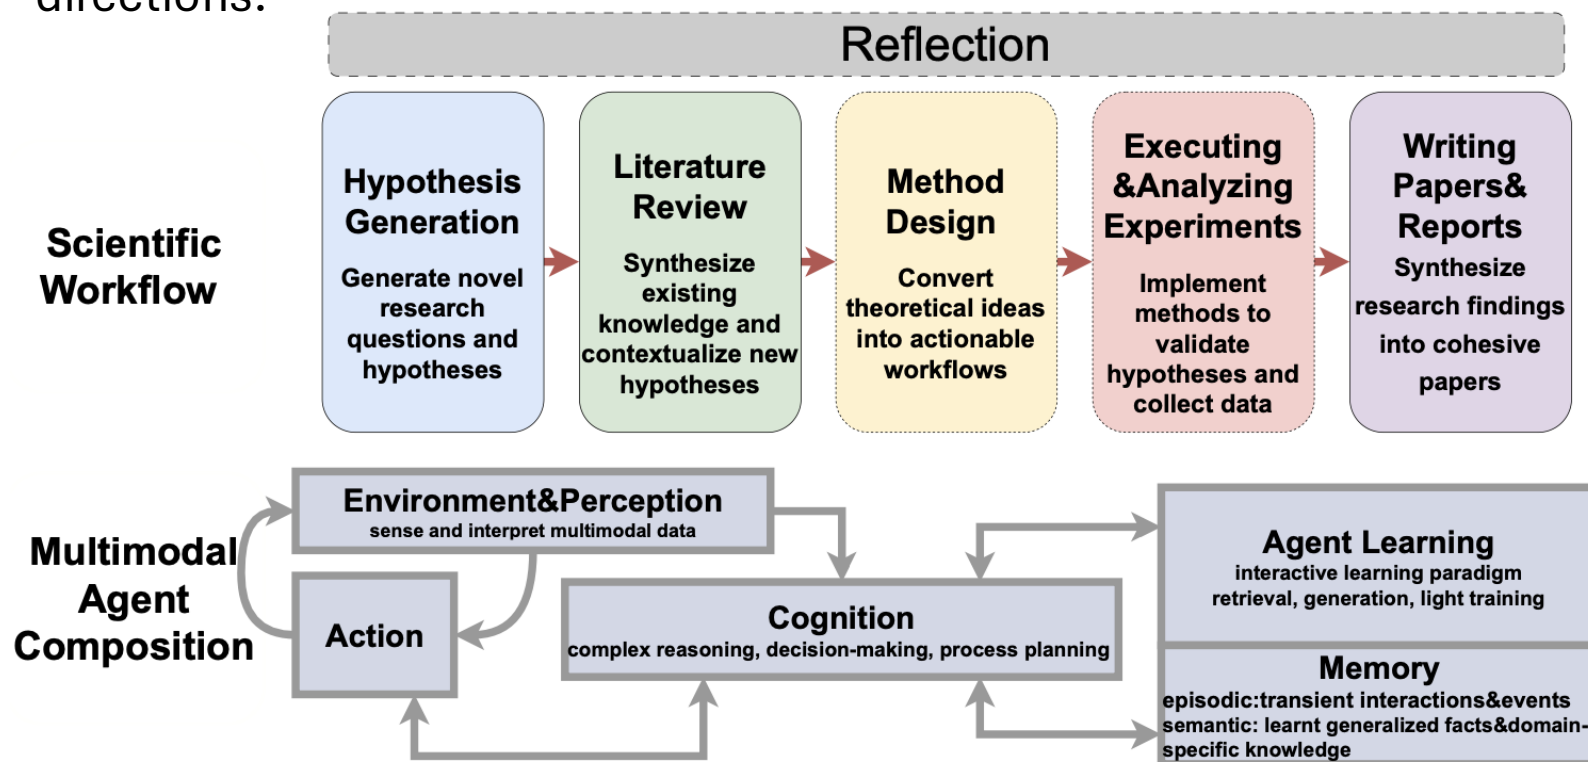 directions.
Reflection
Scientific
Workflow
Hypothesis
Generation
Generate novel
research
questions and
hypotheses
Literature
Review
Synthesize
existing
knowledge and
contextualize new
hypotheses
Method
Design
Convert
theoretical ideas
into actionable
workflows
Executing
&Analyzing
Experiments
Implement
methods to
validate
hypotheses and
collect data
Writing
Papers&
Reports
Synthesize
research findings
into cohesive
papers
Multimodal
Agent
Composition
Environment&Perception
sense and interpret multimodal data
Action
Cognition
complex reasoning, decision-making, process planning
Agent Learning
interactive learning paradigm
retrieval, generation, light training
Memory
episodic:transient interactions&events
semantic: learnt generalized facts&domain-
specific knowledge